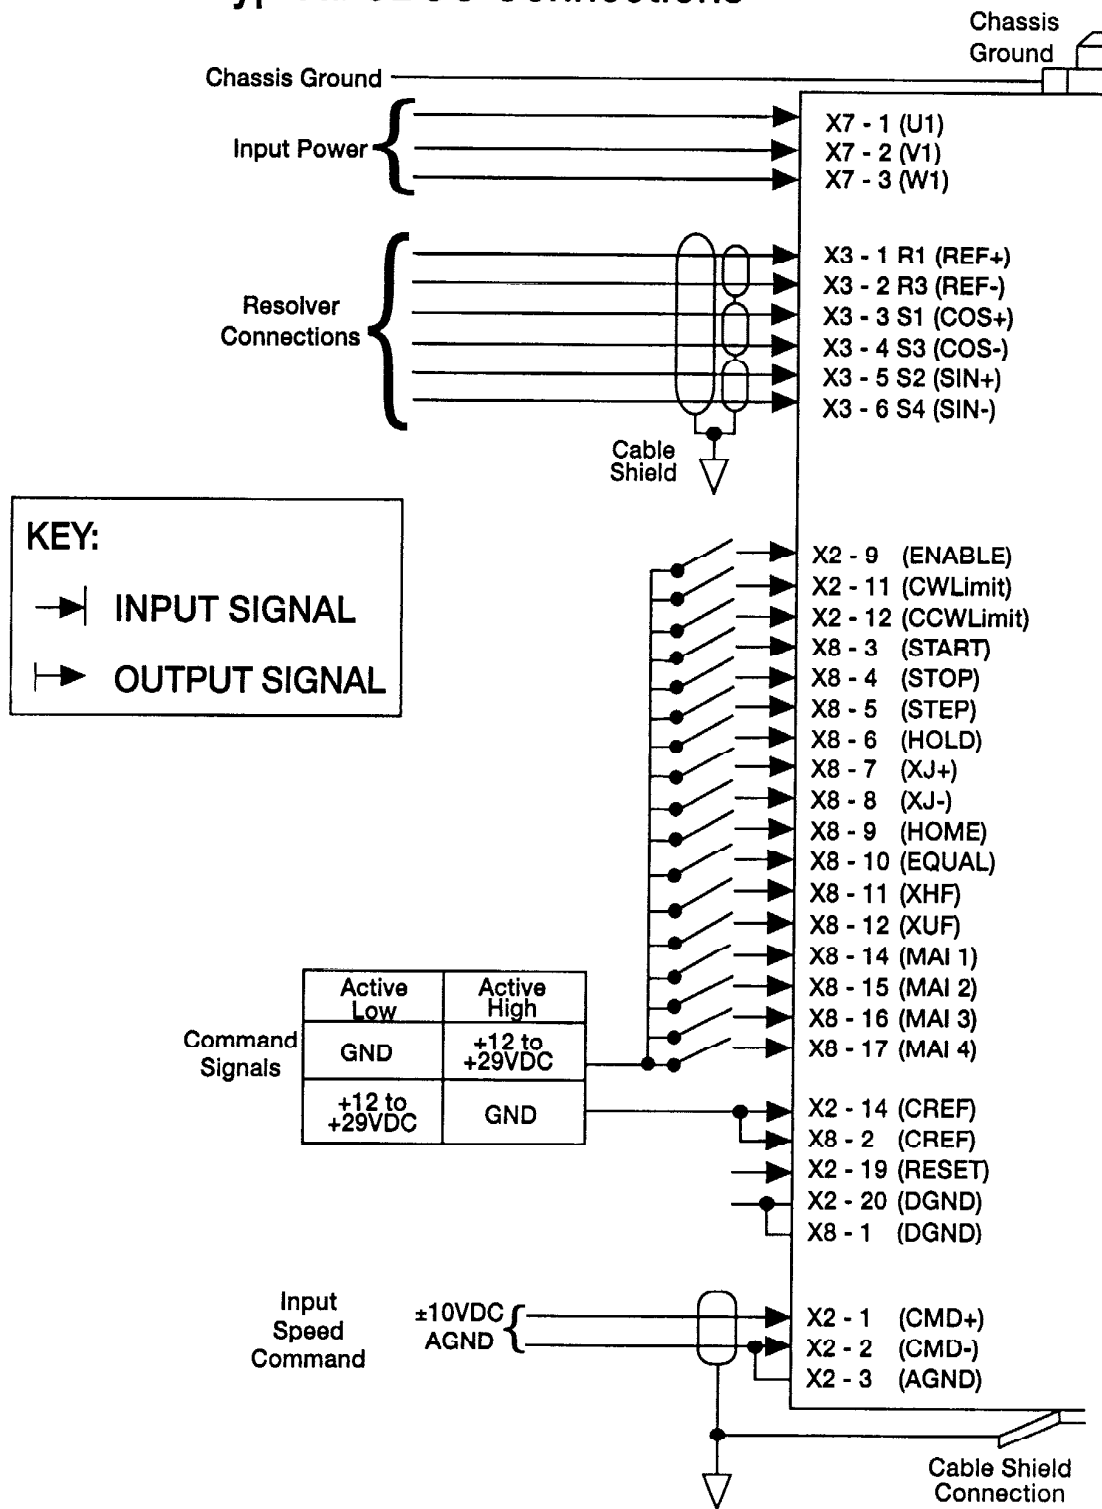 Connections
Chassis
Ground
Chassis Ground
Input Power
X7 - 1 (U1)
X7 - 2 (V1)
X7 - 3 (W1)
Resolver
Connections
X3 - 1 R1 (REF+)
X3 - 2 R3 (REF-)
X3 - 3 S1 (COS+)
X3 - 4 S3 (COS-)
X3 - 5 S2 (SIN+)
X3 - 6 S4 (SIN-)
Cable
Shield
KEY:
INPUT SIGNAL
OUTPUT SIGNAL
X2 - 9 (ENABLE)
X2 - 11 (CWLimit)
X2 - 12 (CCWLimit)
X8 - 3 (START)
X8 - 4 (STOP)
X8 - 5 (STEP)
X8 - 6 (HOLD)
X8 - 7 (XJ+)
X8 - 8 (XJ-)
X8 - 9 (HOME)
X8 - 10 (EQUAL)
X8 - 11 (XHF)
X8 - 12 (XUF)
X8 - 14 (MAI 1)
X8 - 15 (MAI 2)
X8 - 16 (MAI 3)
X8 - 17 (MAI 4)
Command
Signals
Active
Low
Active
High
GND
+12 to
+29VDC
+12 to
+29VDC
GND
X2 - 14 (CREF)
X8 - 2 (CREF)
X2 - 19 (RESET)
X2 - 20 (DGND)
X8 - 1 (DGND)
Input
Speed
Command
±10VDC
AGND
X2 - 1 (CMD+)
X2 - 2 (CMD-)
X2 - 3 (AGND)
Cable Shield
Connection